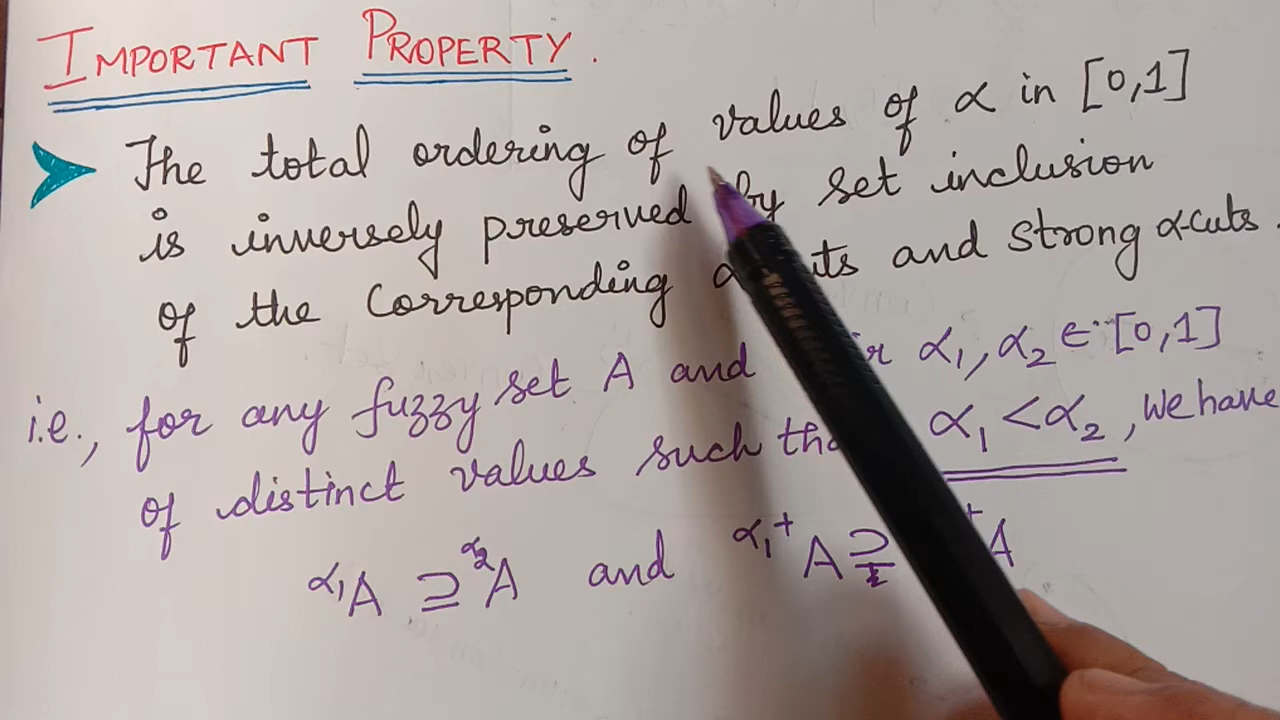 IMPORTANT PROPERTY.
The total ordering of values of α in [0,1]
is inversely preserved by set inclusion
of the corresponding and strong α-cuts.
i.e., for any fuzzy set A and α₁, α₂ ∈ [0,1]
of distinct values such α₁ < α₂, we have
α₁A ⊇ α₂A and α₁⁺A ⊇ ⁺A